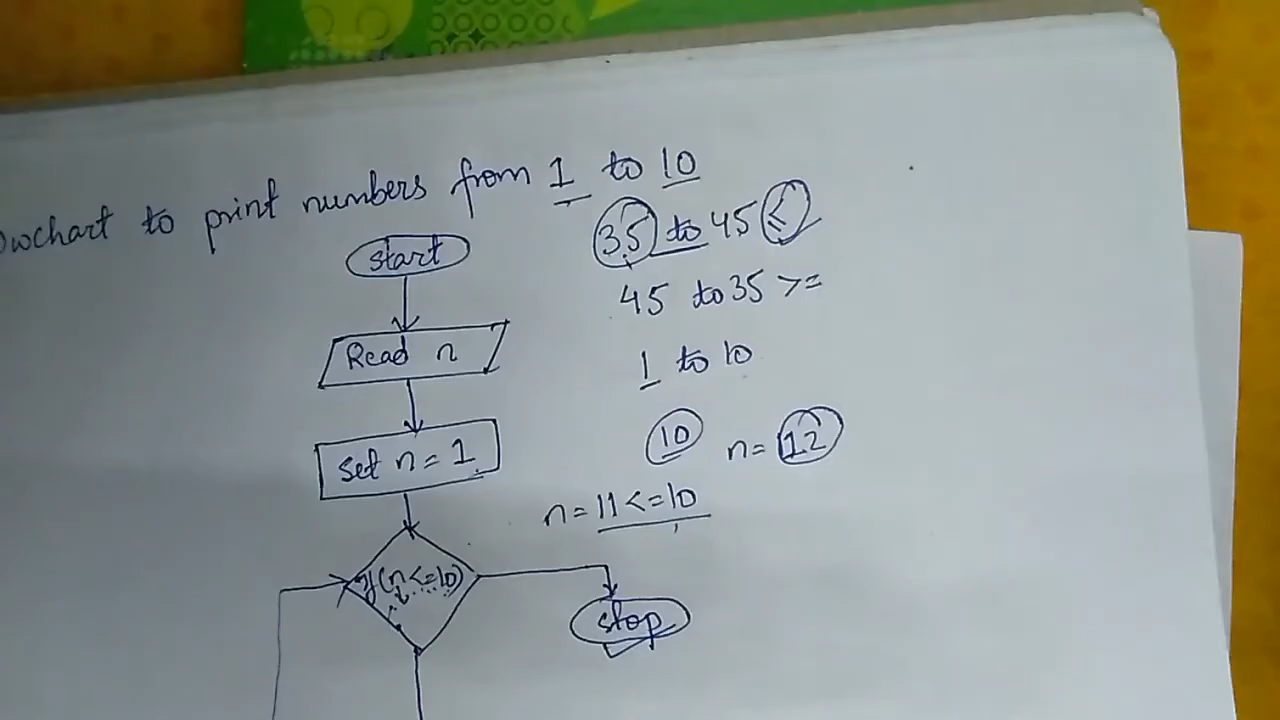 owchart to print numbers from 1 to 10
start
35 to 45 <=
45 to 35 >=
Read n
1 to 10
set n = 1
10 n = 12
n = 11 <= 10
if (n <= 10)
stop